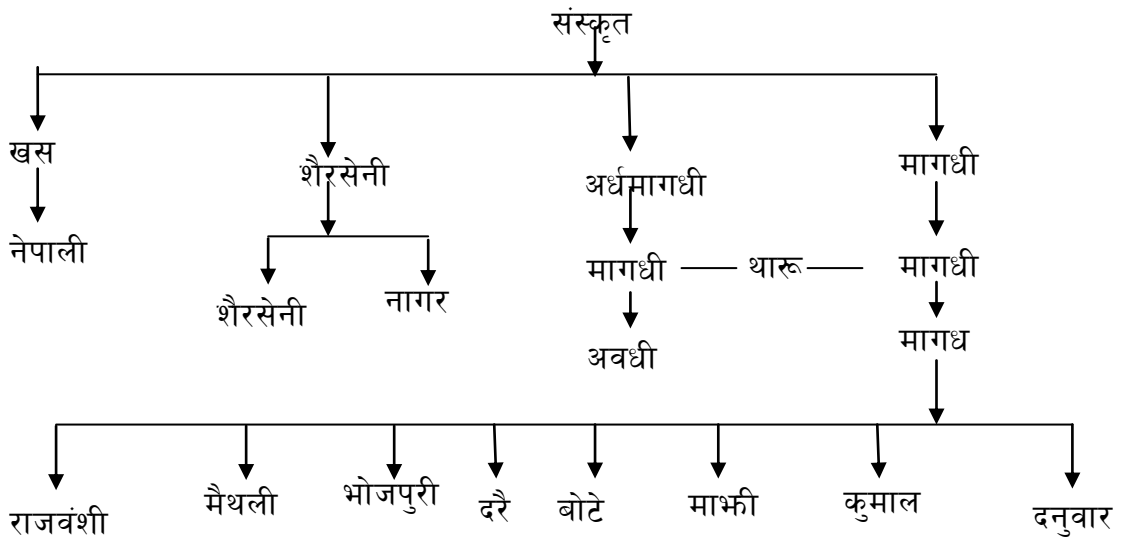 संस्कृत
खस शैरसेनी अर्धमागधी मागधी
नेपाली मागधी थारू मागधी
शैरसेनी नागर
अवधी मागध
राजवंशी मैथली भोजपुरी दरै बोटे माझी कुमाल दनुवार